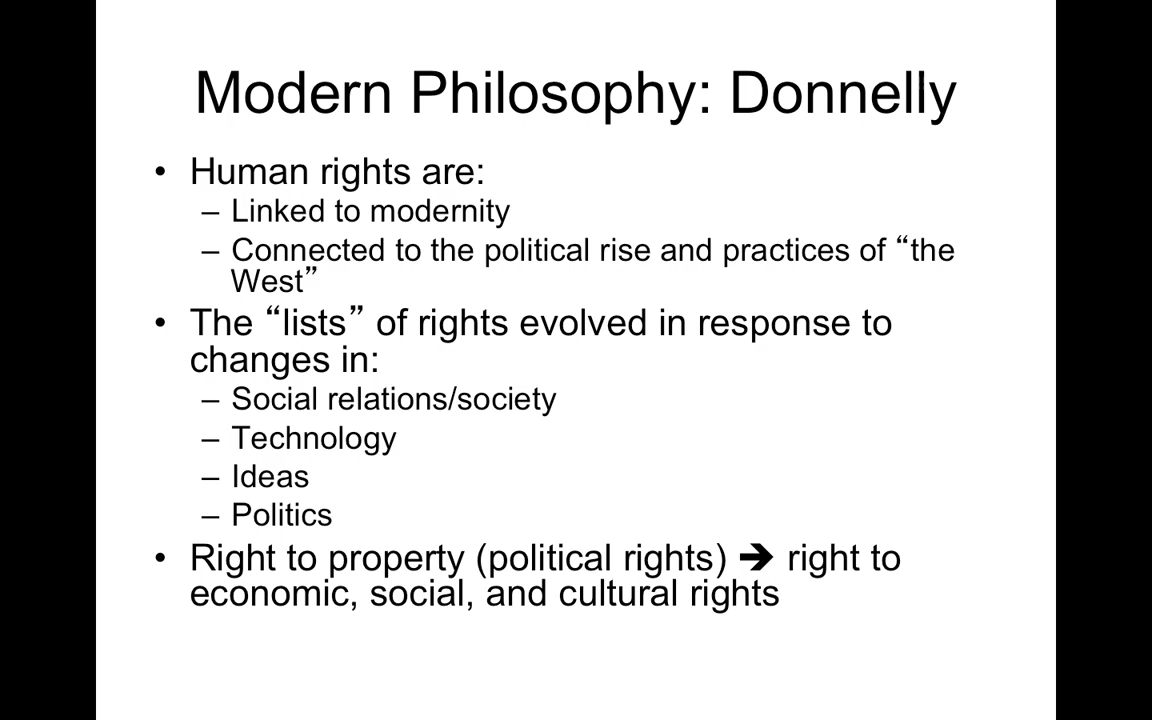 Modern Philosophy: Donnelly
• Human rights are:
– Linked to modernity
– Connected to the political rise and practices of “the
West”
• The “lists” of rights evolved in response to
changes in:
– Social relations/society
– Technology
– Ideas
– Politics
• Right to property (political rights) ➔ right to
economic, social, and cultural rights